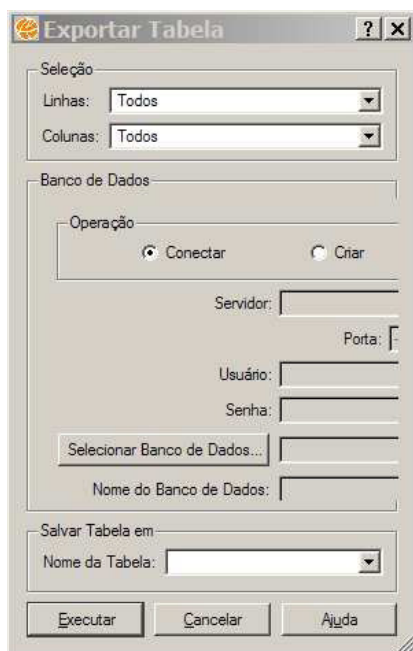 Exportar Tabela
Seleção
Linhas: Todos
Colunas: Todos
Banco de Dados
Operação
Conectar Criar
Servidor:
Porta: -
Usuário:
Senha:
Selecionar Banco de Dados...
Nome do Banco de Dados:
Salvar Tabela em
Nome da Tabela:
Executar Cancelar Ajuda